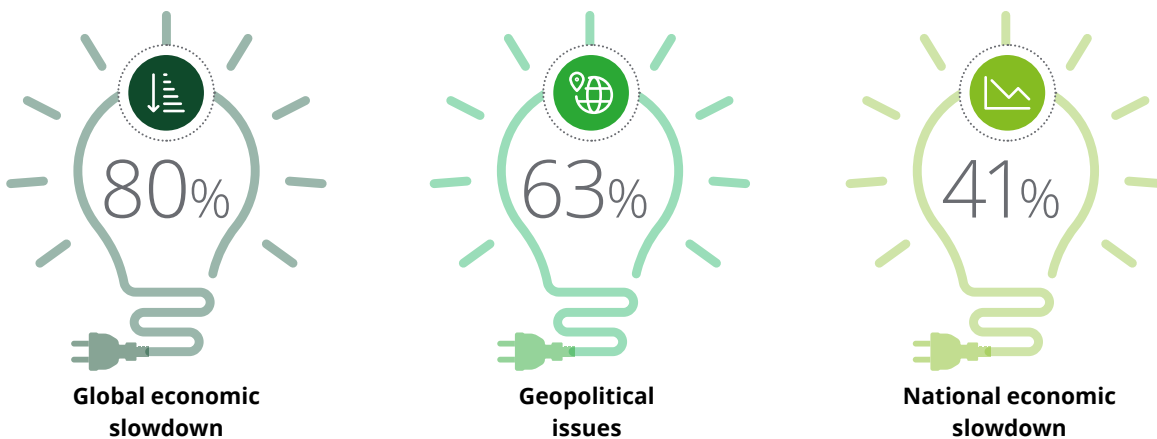 80%
63%
41%
Global economic
slowdown
Geopolitical
issues
National economic
slowdown